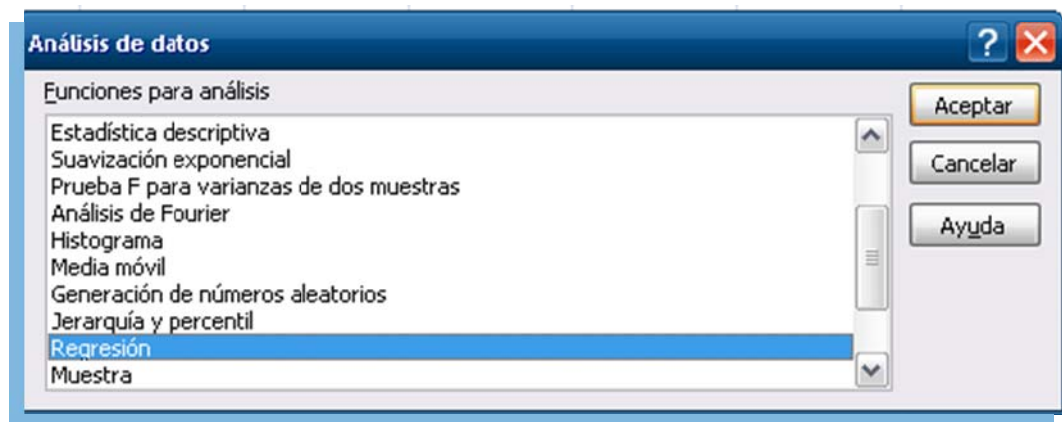 Análisis de datos
Funciones para análisis
Estadística descriptiva
Suavización exponencial
Prueba F para varianzas de dos muestras
Análisis de Fourier
Histograma
Media móvil
Generación de números aleatorios
Jerarquía y percentil
Regresión
Muestra
Aceptar
Cancelar
Ayuda